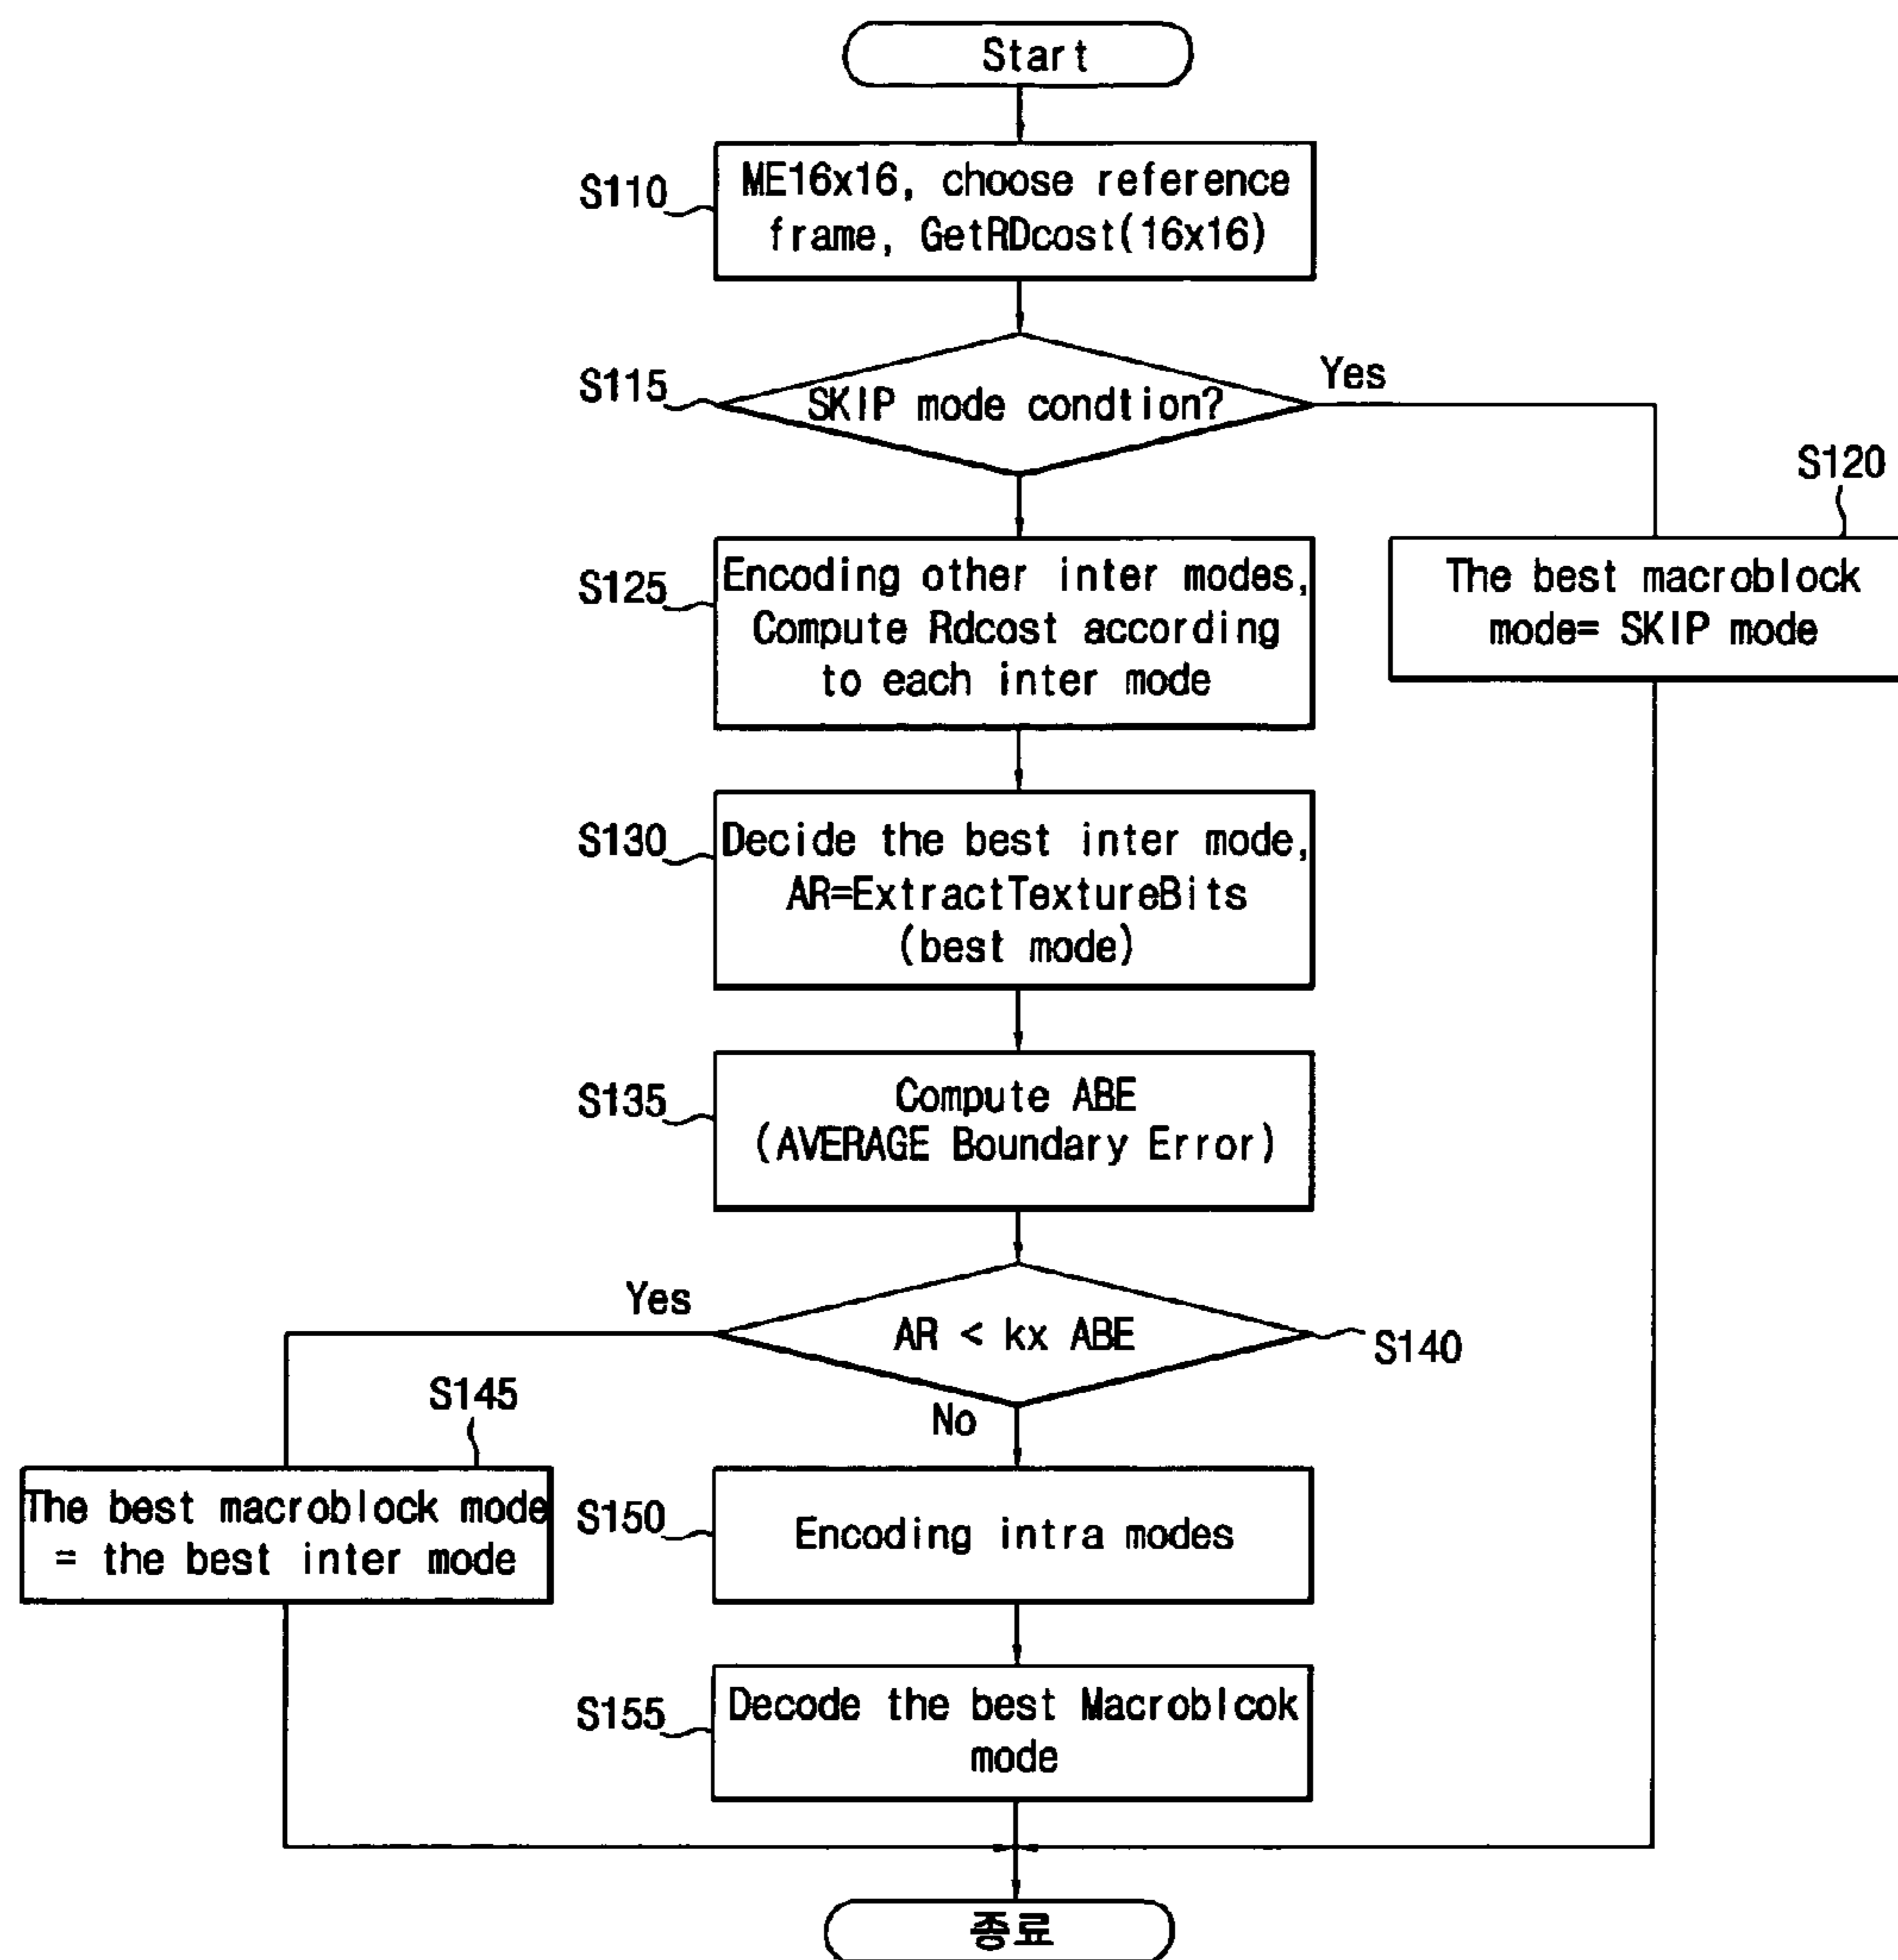 Start
S110
ME16x16, choose reference
frame, GetRDcost(16x16)
S115
SKIP mode condtion?
Yes
S120
The best macroblock
mode= SKIP mode
S125
Encoding other inter modes,
Compute Rdcost according
to each inter mode
S130
Decide the best inter mode,
AR=ExtractTextureBits
(best mode)
S135
Compute ABE
(AVERAGE Boundary Error)
Yes
AR < kx ABE
S140
No
S145
The best macroblock mode
= the best inter mode
S150
Encoding intra modes
S155
Decode the best Macroblcok
mode
종료